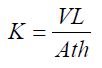 K = VL / Ath